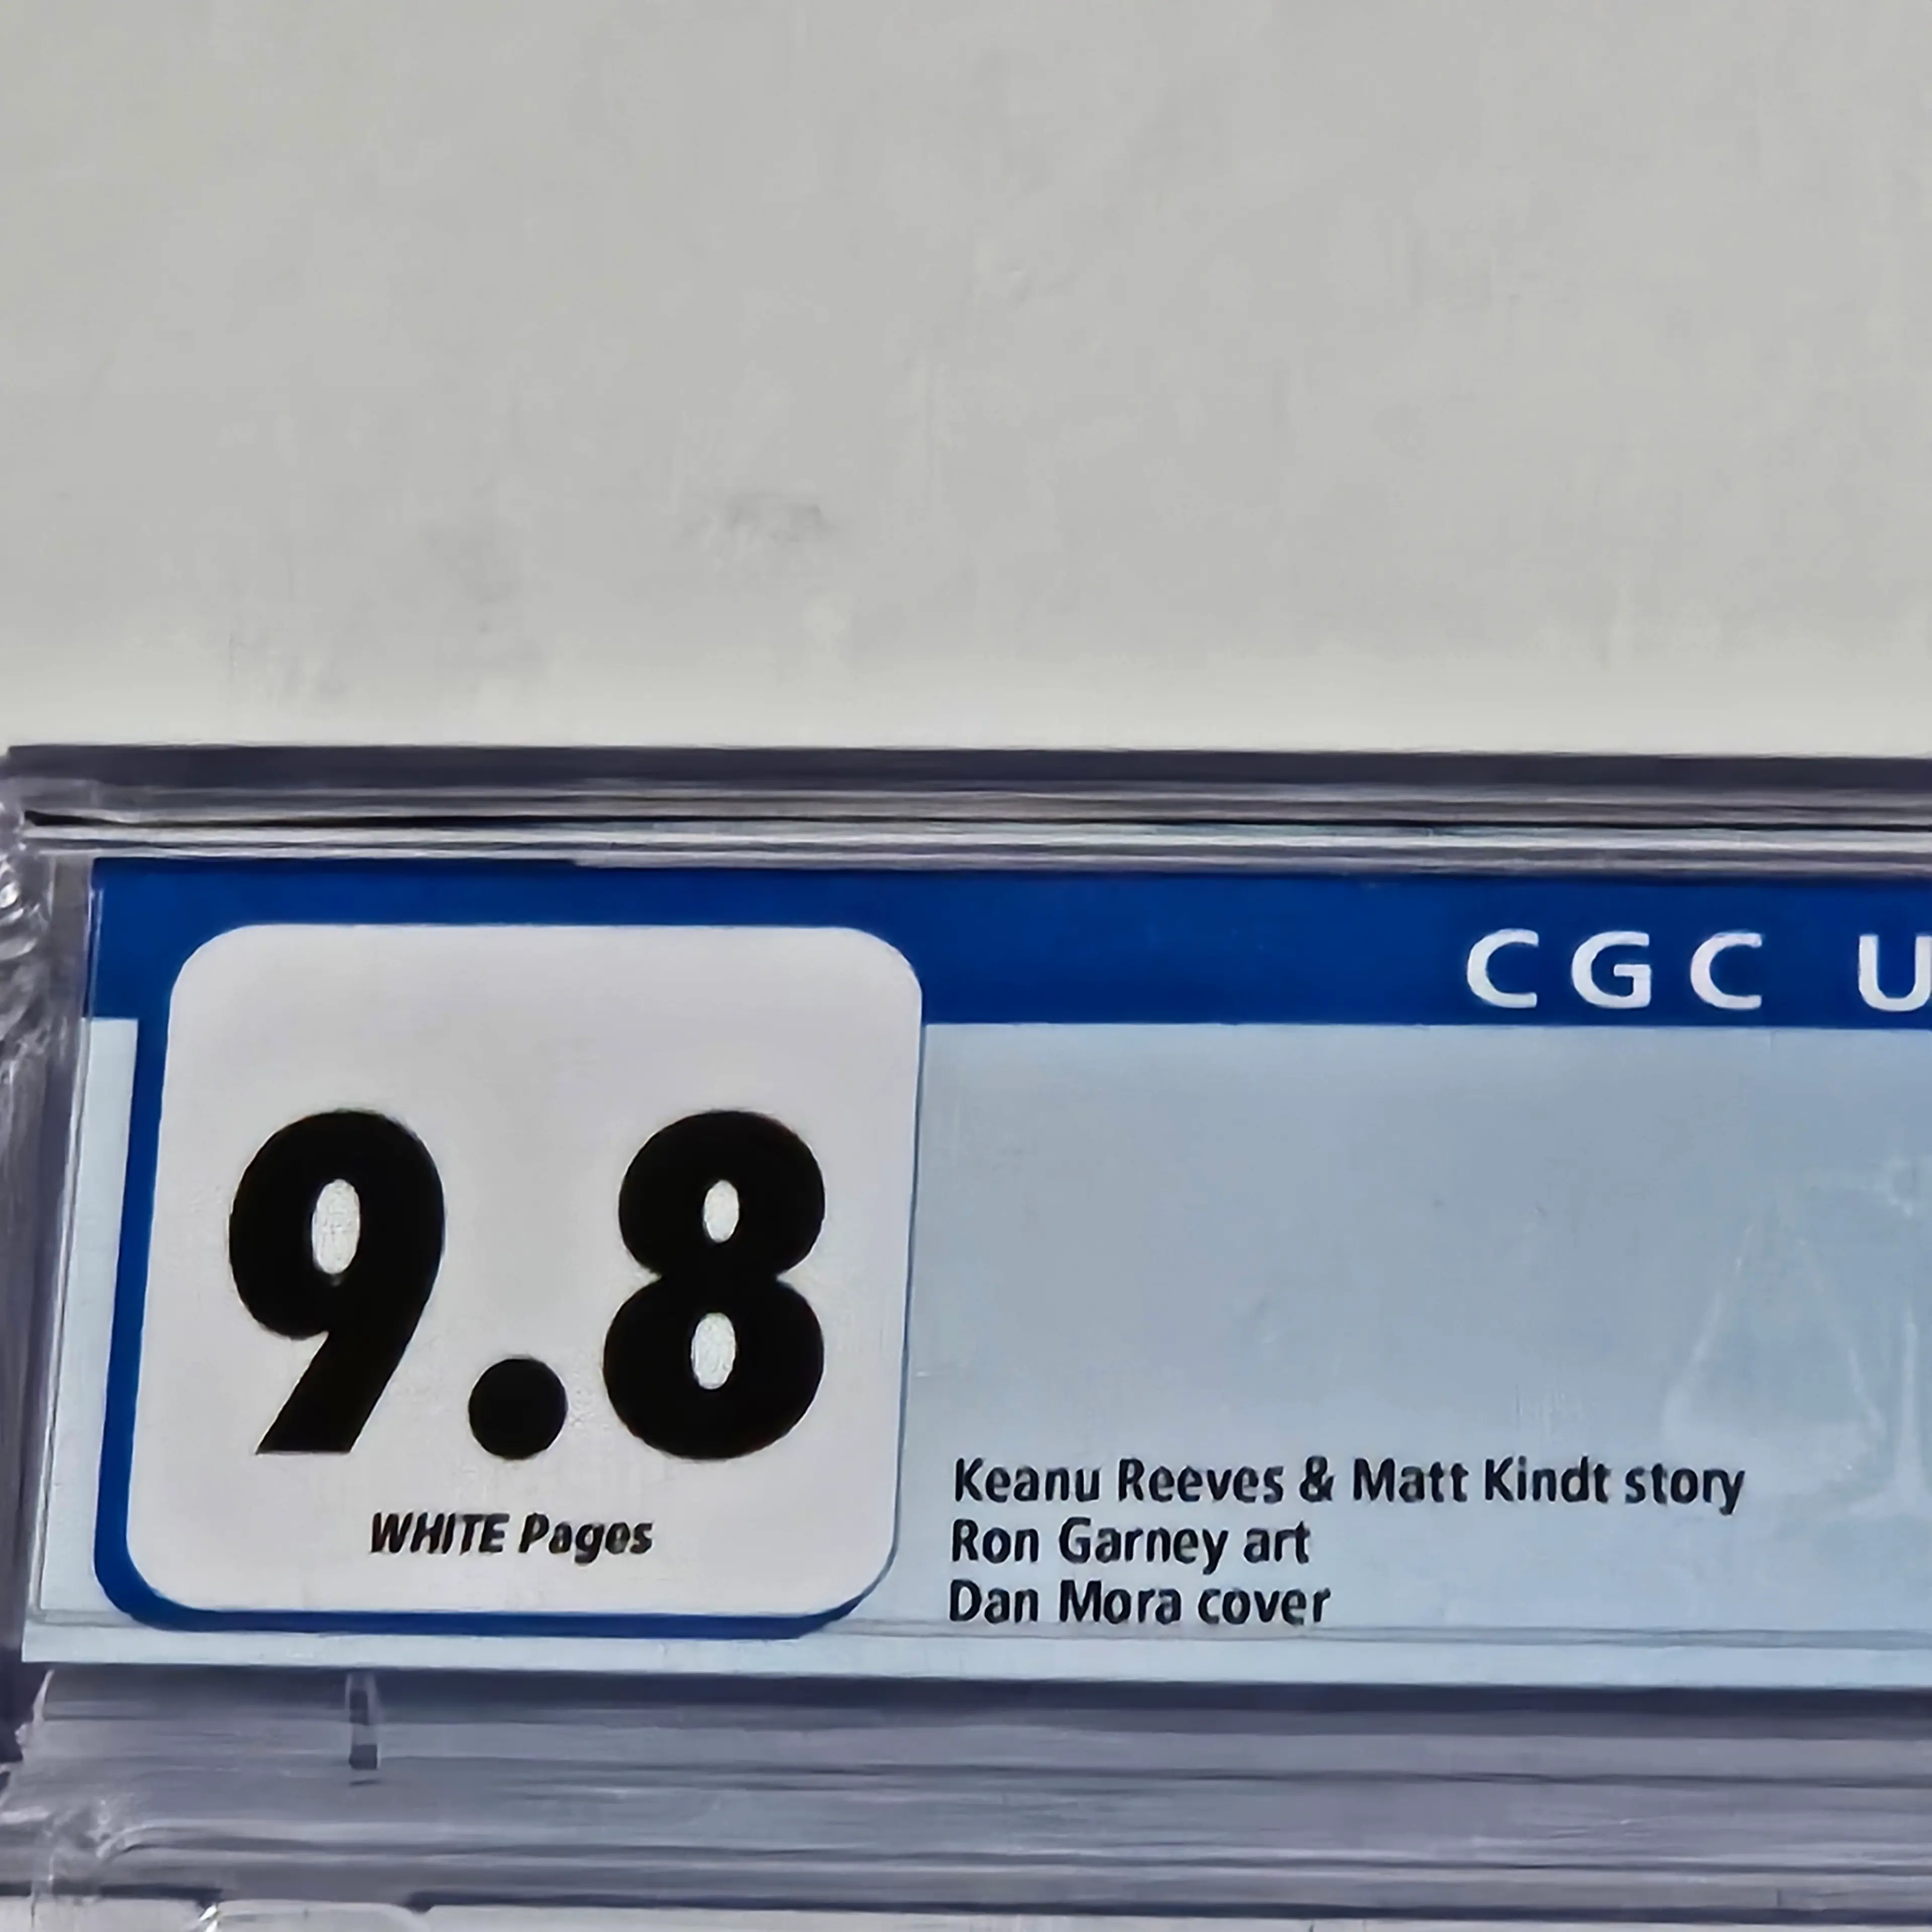 CGC U
9.8
WHITE Pages
Keanu Reeves & Matt Kindt story
Ron Garney art
Dan Mora cover